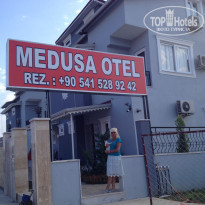 TOP HOTELS
MEDUSA OTEL
REZ. : +90 541 528 92 42